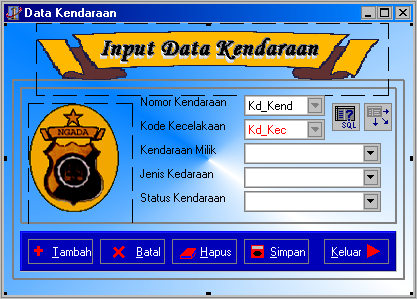 Data Kendaraan
Input Data Kendaraan
Nomor Kendaraan Kd_Kend
Kode Kecelakaan Kd_Kec
SQL
Kendaraan Milik
Jenis Kedaraan
Status Kendaraan
NGADA
Tambah Batal Hapus Simpan Keluar